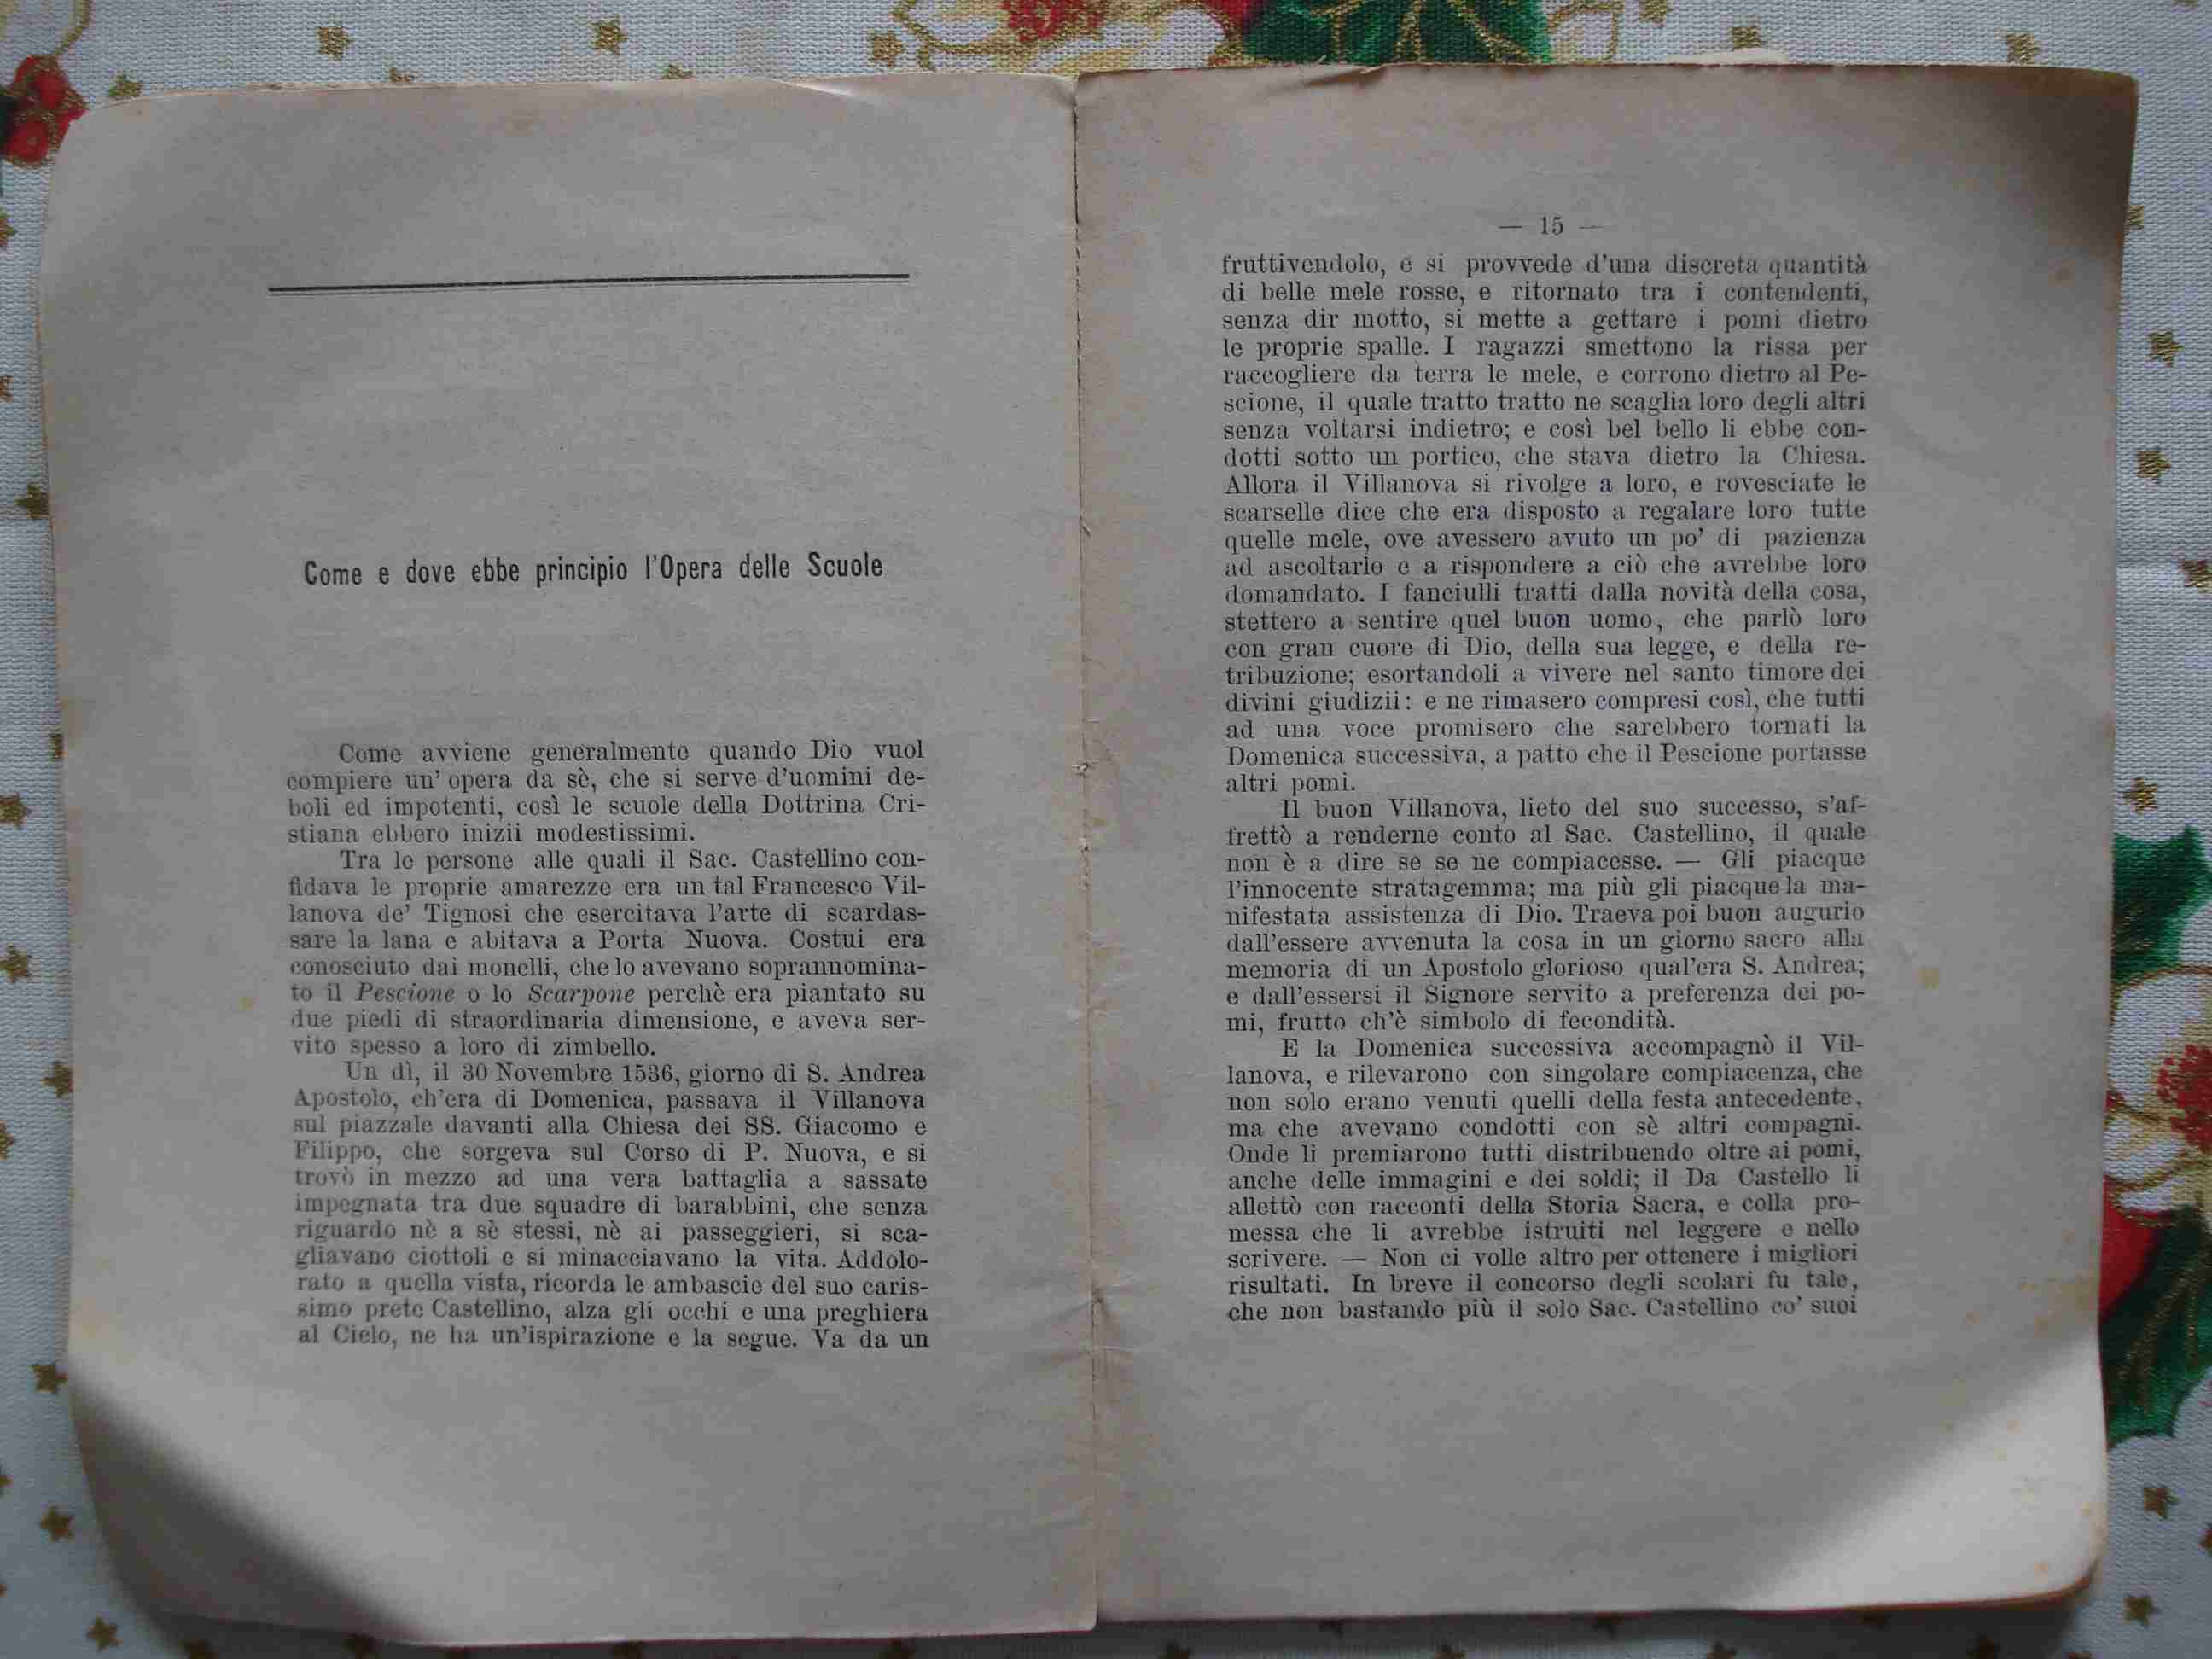 Come e dove ebbe principio l'Opera delle Scuole
Come avviene generalmente quando Dio vuol
compiere un' opera da sè, che si serve d'uomini de-
boli ed impotenti, così le scuole della Dottrina Cri-
stiana ebbero inizii modestissimi.
Tra le persone alle quali il Sac. Castellino con-
fidava le proprie amarezze era un tal Francesco Vil-
lanova de' Tignosi che esercitava l'arte di scardas-
sare la lana e abitava a Porta Nuova. Costui era
conosciuto dai monelli, che lo avevano soprannomina-
to il Pescione o lo Scarpone perchè era piantato su
due piedi di straordinaria dimensione, e aveva ser-
vito spesso a loro di zimbello.
Un dì, il 30 Novembre 1536, giorno di S. Andrea
Apostolo, ch'era di Domenica, passava il Villanova
sul piazzale davanti alla Chiesa dei SS. Giacomo e
Filippo, che sorgeva sul Corso di P. Nuova, e si
trovò in mezzo ad una vera battaglia a sassate
impegnata tra due squadre di barabbini, che senza
riguardo nè a sè stessi, nè ai passeggieri, si sca-
gliavano ciottoli e si minacciavano la vita. Addolo-
rato a quella vista, ricorda le ambascie del suo caris-
simo prete Castellino, alza gli occhi e una preghiera
al Cielo, ne ha un'ispirazione e la segue. Va da un
— 15 —
fruttivendolo, e si provvede d'una discreta quantità
di belle mele rosse, e ritornato tra i contendenti,
senza dir motto, si mette a gettare i pomi dietro
le proprie spalle. I ragazzi smettono la rissa per
raccogliere da terra le mele, e corrono dietro al Pe-
scione, il quale tratto tratto ne scaglia loro degli altri
senza voltarsi indietro; e così bel bello li ebbe con-
dotti sotto un portico, che stava dietro la Chiesa.
Allora il Villanova si rivolge a loro, e rovesciate le
scarselle dice che era disposto a regalare loro tutte
quelle mele, ove avessero avuto un po' di pazienza
ad ascoltarlo e a rispondere a ciò che avrebbe loro
domandato. I fanciulli tratti dalla novità della cosa,
stettero a sentire quel buon uomo, che parlò loro
con gran cuore di Dio, della sua legge, e della re-
tribuzione; esortandoli a vivere nel santo timore dei
divini giudizii: e ne rimasero compresi così, che tutti
ad una voce promisero che sarebbero tornati la
Domenica successiva, a patto che il Pescione portasse
altri pomi.
Il buon Villanova, lieto del suo successo, s'af-
frettò a renderne conto al Sac. Castellino, il quale
non è a dire se se ne compiacesse. — Gli piacque
l'innocente stratagemma; ma più gli piacque la ma-
nifestata assistenza di Dio. Traeva poi buon augurio
dall'essere avvenuta la cosa in un giorno sacro alla
memoria di un Apostolo glorioso qual'era S. Andrea;
e dall'essersi il Signore servito a preferenza dei po-
mi, frutto ch'è simbolo di fecondità.
E la Domenica successiva accompagnò il Vil-
lanova, e rilevarono con singolare compiacenza, che
non solo erano venuti quelli della festa antecedente,
ma che avevano condotti con sè altri compagni.
Onde li premiarono tutti distribuendo oltre ai pomi,
anche delle immagini e dei soldi; il Da Castello li
allettò con racconti della Storia Sacra, e colla pro-
messa che li avrebbe istruiti nel leggere e nello
scrivere. — Non ci volle altro per ottenere i migliori
risultati. In breve il concorso degli scolari fu tale,
che non bastando più il solo Sac. Castellino co' suoi